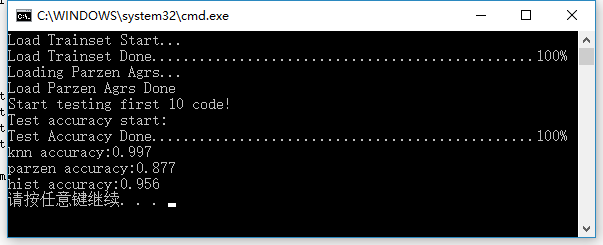 C:\WINDOWS\system32\cmd.exe
Load Trainset Start...
Load Trainset Done...............................................100%
Loading Parzen Agrs...
Load Parzen Agrs Done
Start testing first 10 code!
Test accuracy start:
Test Accuracy Done...............................................100%
knn accuracy:0.997
parzen accuracy:0.877
hist accuracy:0.956
请按任意键继续. . .